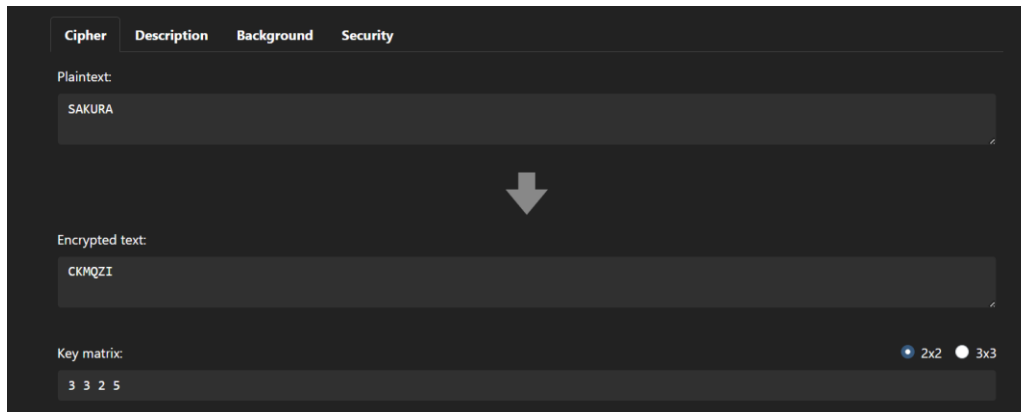 Cipher Description Background Security
Plaintext:
SAKURA
Encrypted text:
CKMQZI
Key matrix: 2x2 3x3
3 3 2 5